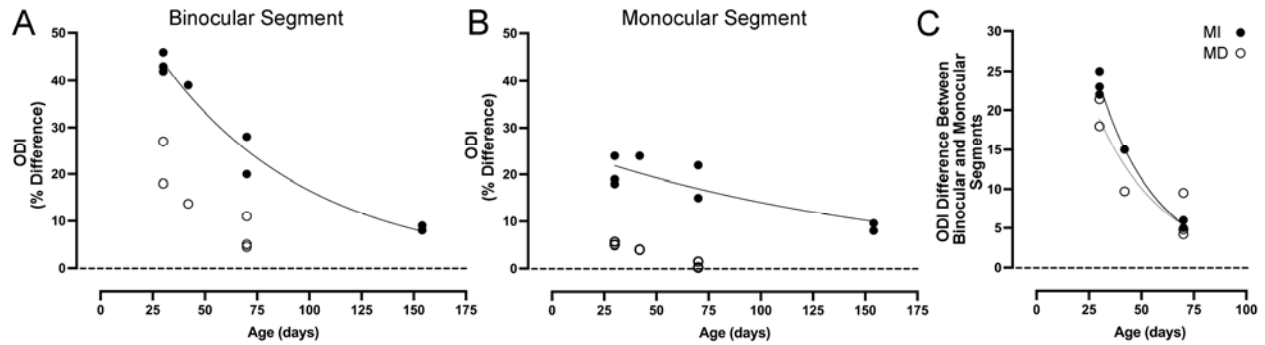 A
Binocular Segment
50
40
30
20
10
0
ODI
(% Difference)
0 25 50 75 100 125 150 175
Age (days)
B
Monocular Segment
50
40
30
20
10
0
ODI
(% Difference)
0 25 50 75 100 125 150 175
Age (days)
C
30
25
20
15
10
5
0
ODI Difference Between
Binocular and Monocular
Segments
MI
MD
0 25 50 75 100
Age (days)